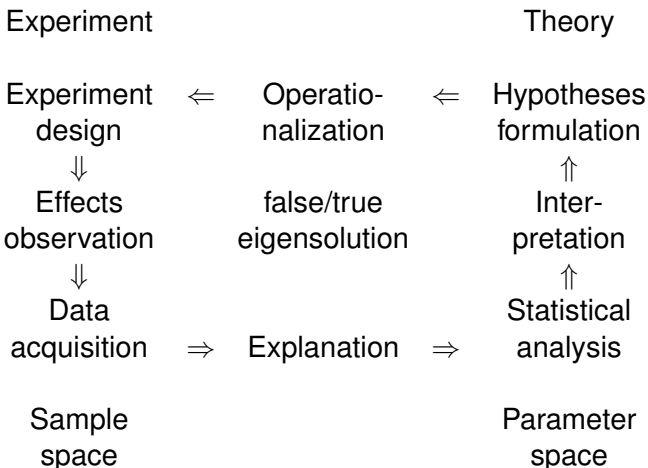 Experiment Theory
Experiment ⇐ Operatio- ⇐ Hypotheses
design nalization formulation
⇓ ⇑
Effects false/true Inter-
observation eigensolution pretation
⇓ ⇑
Data Statistical
acquisition ⇒ Explanation ⇒ analysis
Sample Parameter
space space